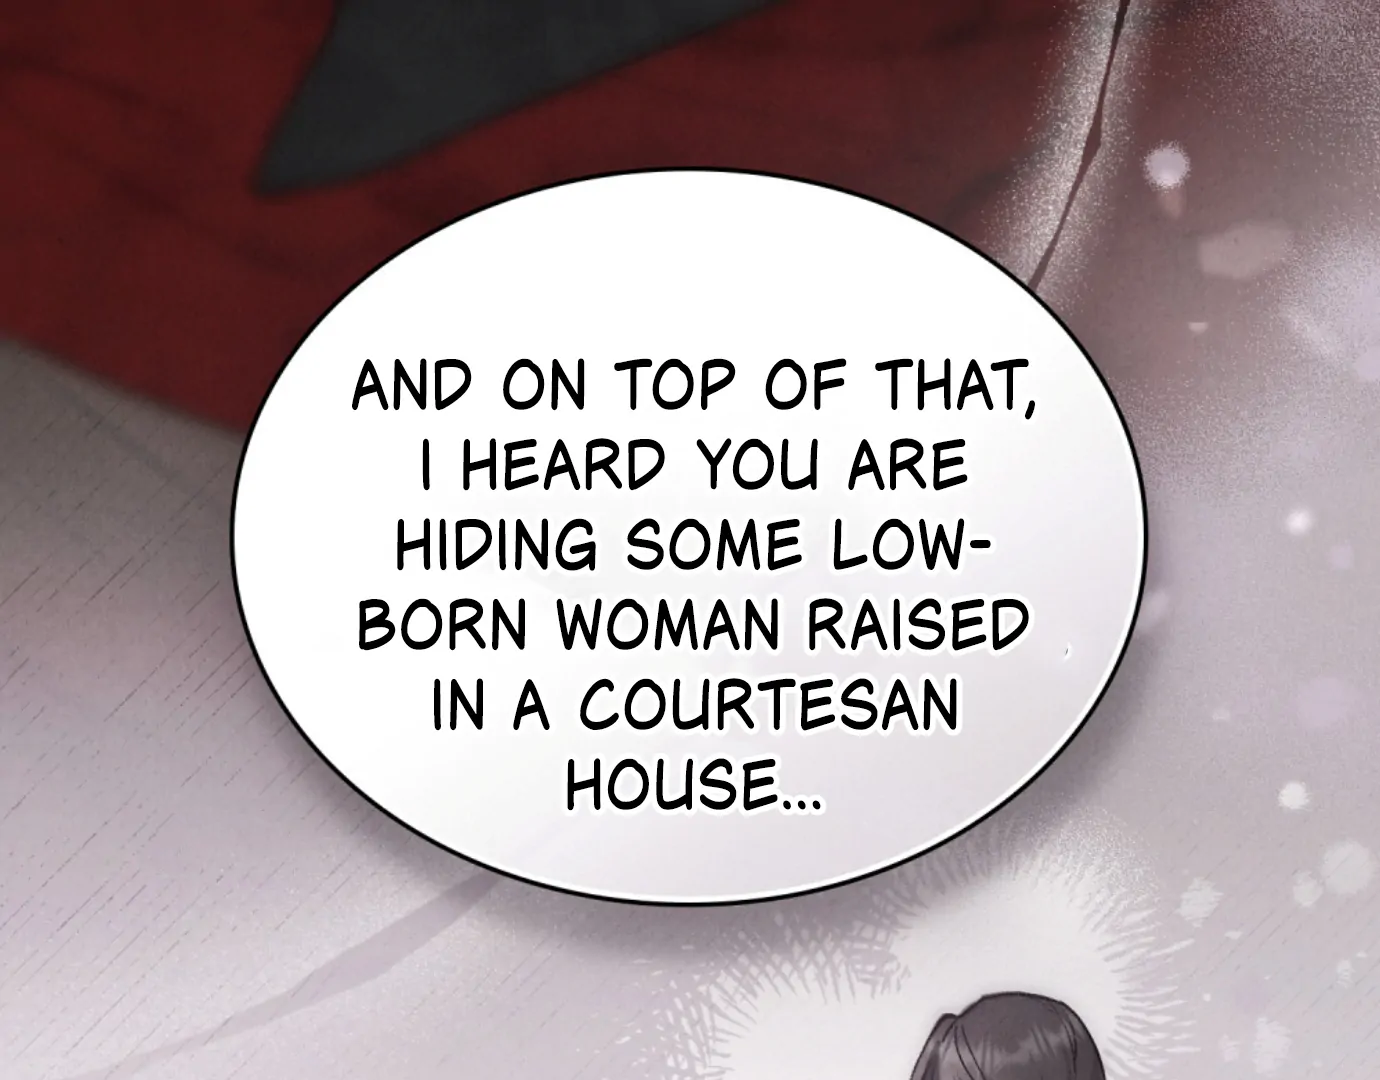 AND ON TOP OF THAT,
I HEARD YOU ARE
HIDING SOME LOW-
BORN WOMAN RAISED
IN A COURTESAN
HOUSE...